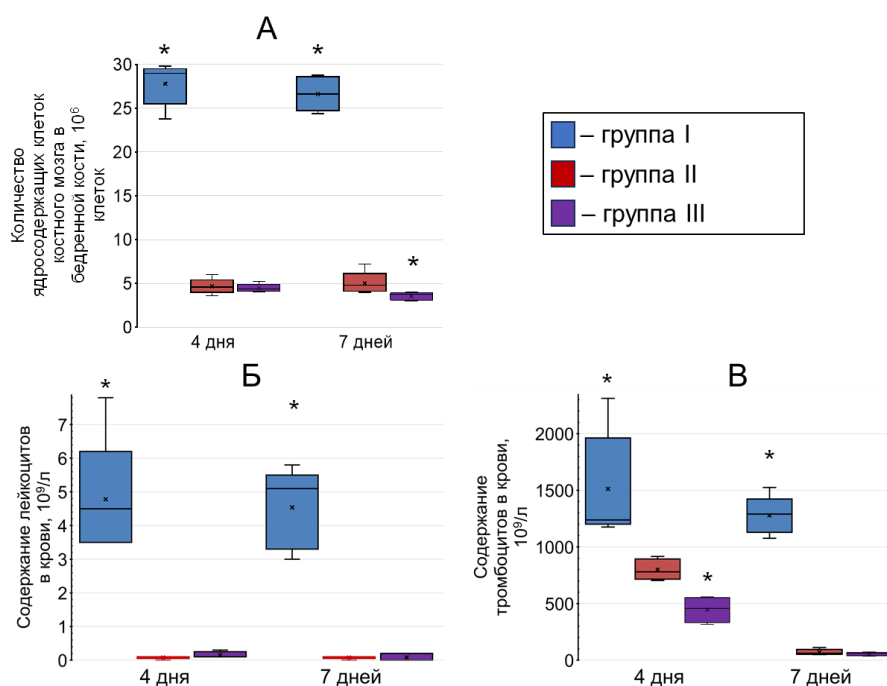 А
Количество
ядросодержащих клеток
костного мозга в
бедренной кости, 10⁶
клеток
30
25
20
15
10
5
0
*
*
*
4 дня
7 дней
– группа I
– группа II
– группа III
Б
Содержание лейкоцитов
в крови, 10⁹/л
7
6
5
4
3
2
1
0
*
*
4 дня
7 дней
В
Содержание
тромбоцитов в крови,
10⁹/л
2000
1500
1000
500
0
*
*
*
4 дня
7 дней